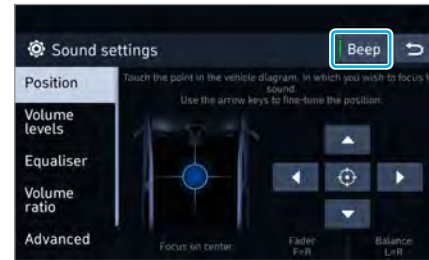 Sound settings
Beep
Position
Touch the point in the vehicle diagram, in which you wish to focus
sound.
Use the arrow keys to fine-tune the position.
Volume
levels
Equaliser
Volume
ratio
Advanced
Focus on center
Fader
F=R
Balance
L=R